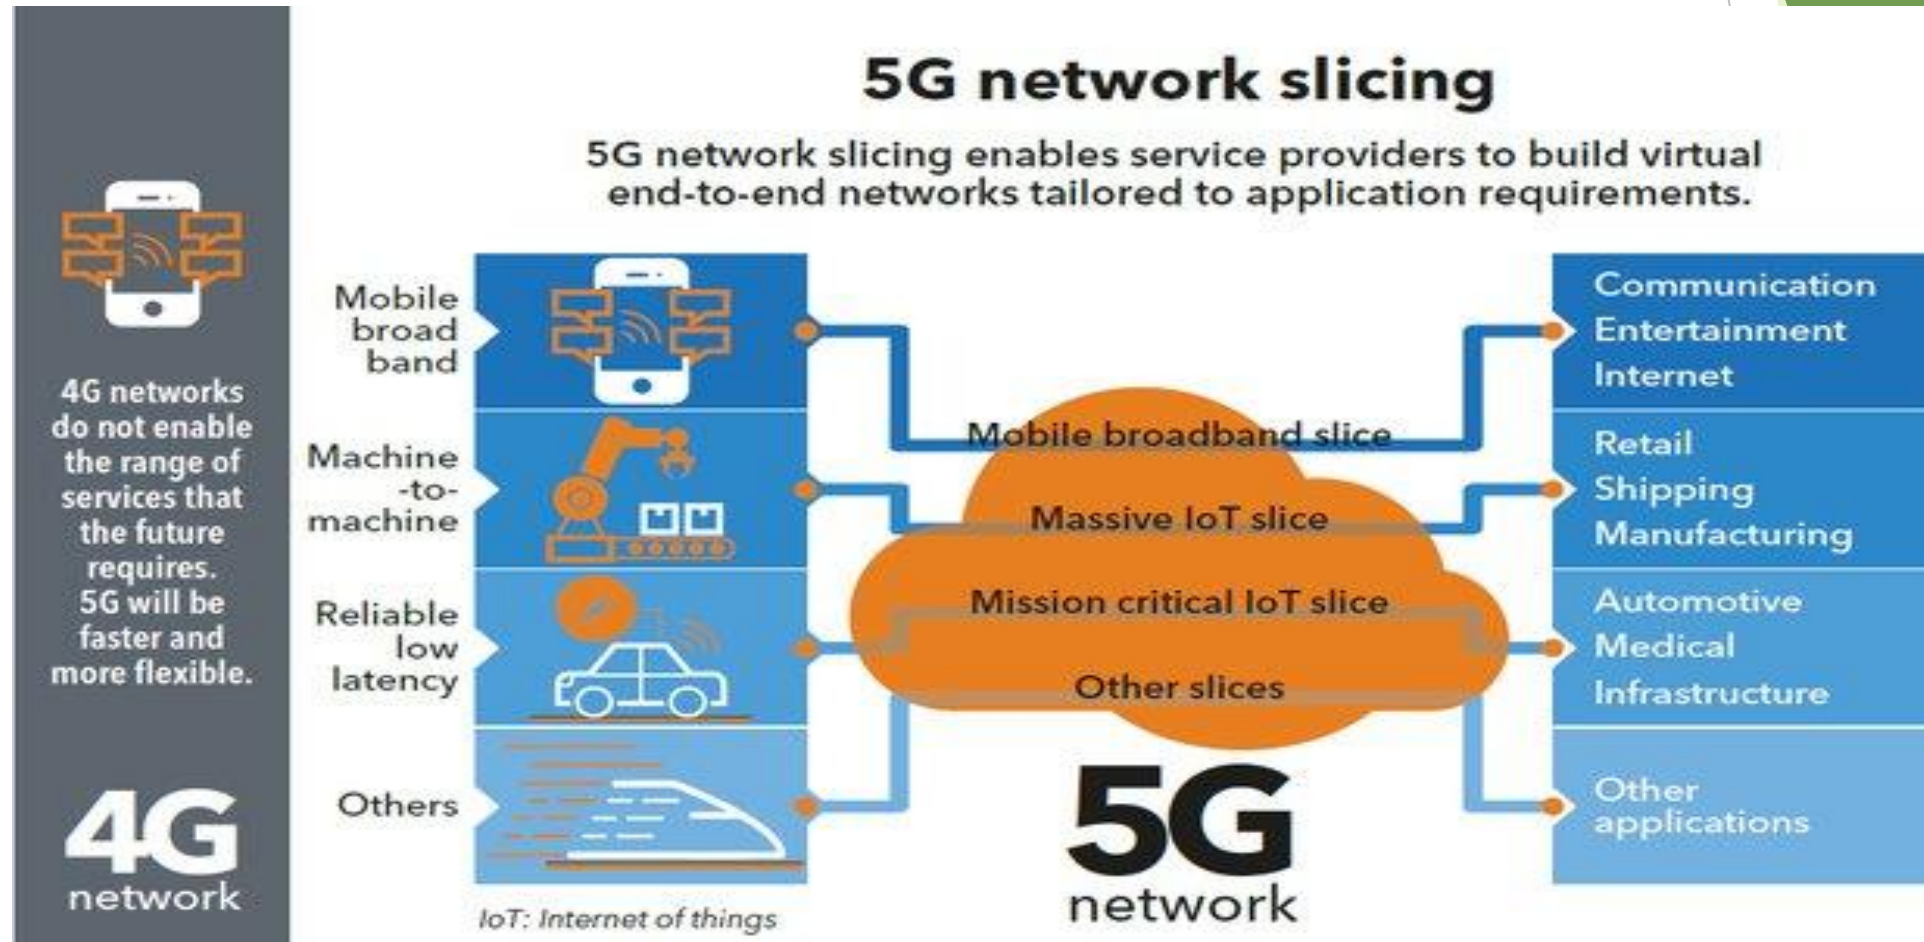 5G network slicing
5G network slicing enables service providers to build virtual
end-to-end networks tailored to application requirements.
4G networks
do not enable
the range of
services that
the future
requires.
5G will be
faster and
more flexible.
4G
network
Mobile
broad
band
Machine
-to-
machine
Reliable
low
latency
Others
Mobile broadband slice
Massive IoT slice
Mission critical IoT slice
Other slices
5G
network
Communication
Entertainment
Internet
Retail
Shipping
Manufacturing
Automotive
Medical
Infrastructure
Other
applications
IoT: Internet of things